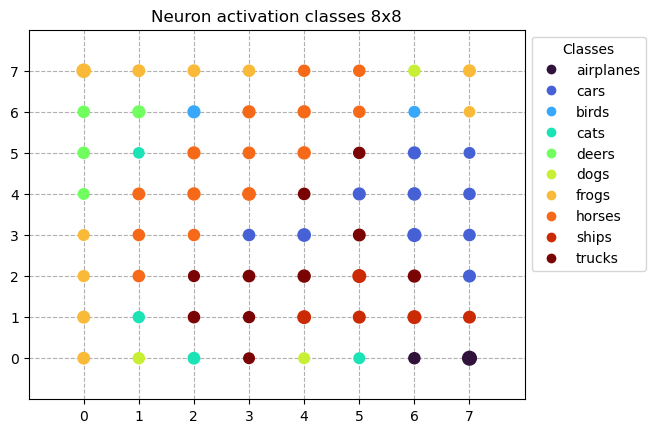 Neuron activation classes 8x8
7
6
5
4
3
2
1
0
0 1 2 3 4 5 6 7
Classes
airplanes
cars
birds
cats
deers
dogs
frogs
horses
ships
trucks